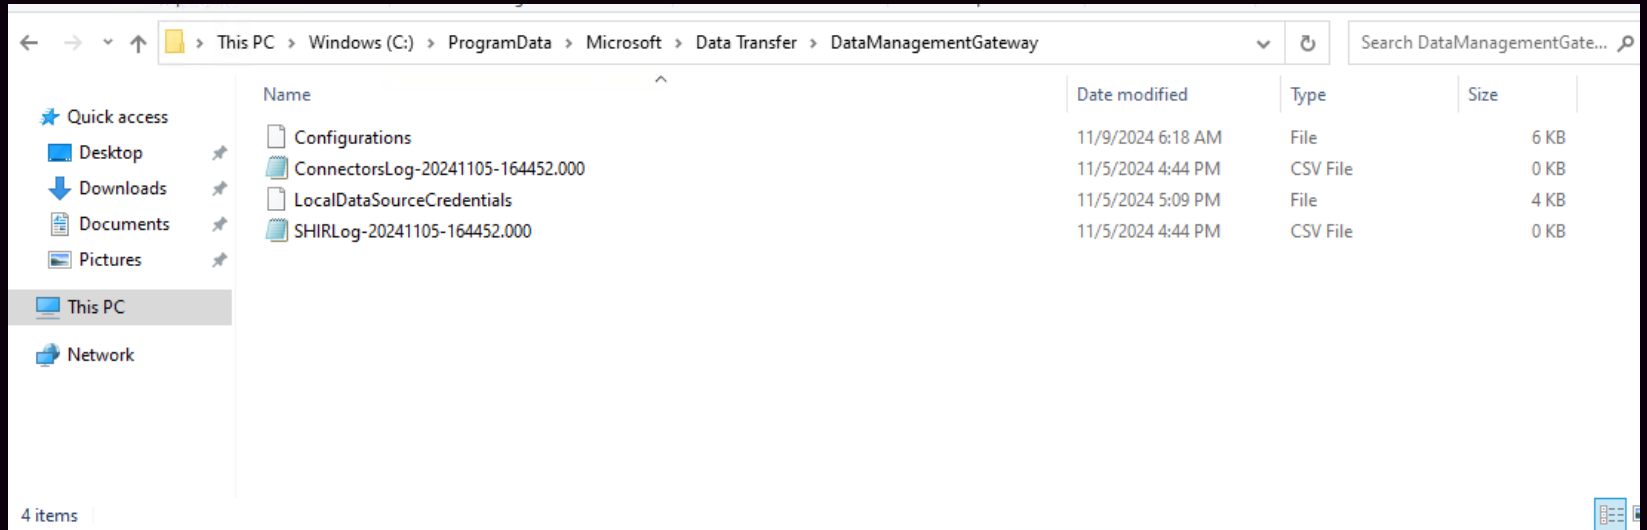 This PC > Windows (C:) > ProgramData > Microsoft > Data Transfer > DataManagementGateway
Search DataManagementGate...
Quick access
Desktop
Downloads
Documents
Pictures
This PC
Network
Name Date modified Type Size
Configurations 11/9/2024 6:18 AM File 6 KB
ConnectorsLog-20241105-164452.000 11/5/2024 4:44 PM CSV File 0 KB
LocalDataSourceCredentials 11/5/2024 5:09 PM File 4 KB
SHIRLog-20241105-164452.000 11/5/2024 4:44 PM CSV File 0 KB
4 items